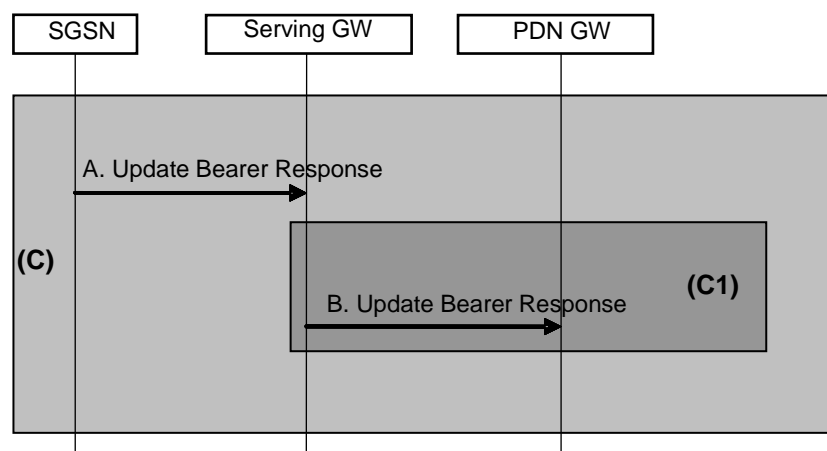 SGSN Serving GW PDN GW
A. Update Bearer Response
(C)
(C1)
B. Update Bearer Response